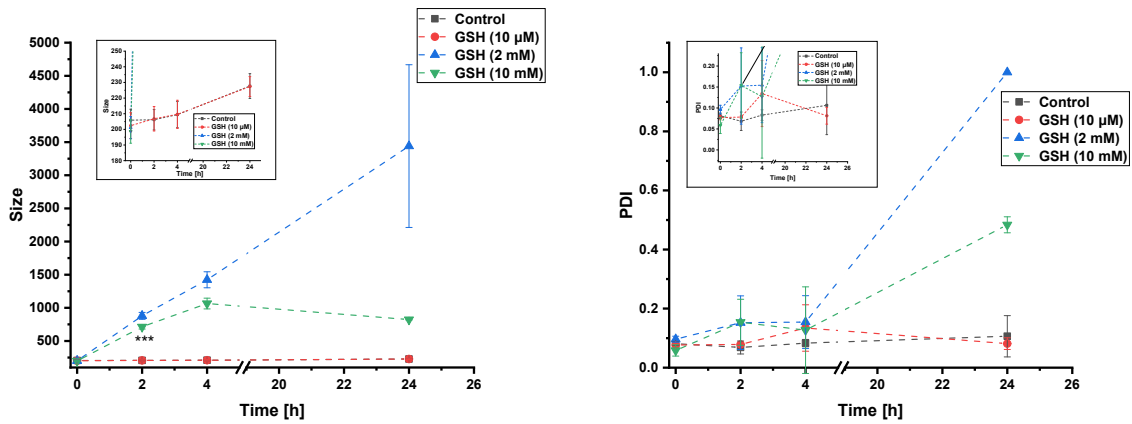 Control
GSH (10 μM)
GSH (2 mM)
GSH (10 mM)
5000
4500
4000
3500
3000
2500
2000
1500
1000
500
Size
0
2
4
20
22
24
26
Time [h]
***
260
250
240
230
220
210
200
190
180
Size
0
2
4
20
22
24
26
Time [h]
Control
GSH (10 μM)
GSH (2 mM)
GSH (10 mM)
Control
GSH (10 μM)
GSH (2 mM)
GSH (10 mM)
1.0
0.8
0.6
0.4
0.2
0.0
PDI
0
2
4
20
22
24
26
Time [h]
0.20
0.15
0.10
0.05
0.00
PDI
0
2
4
20
22
24
26
Time [h]
Control
GSH (10 μM)
GSH (2 mM)
GSH (10 mM)